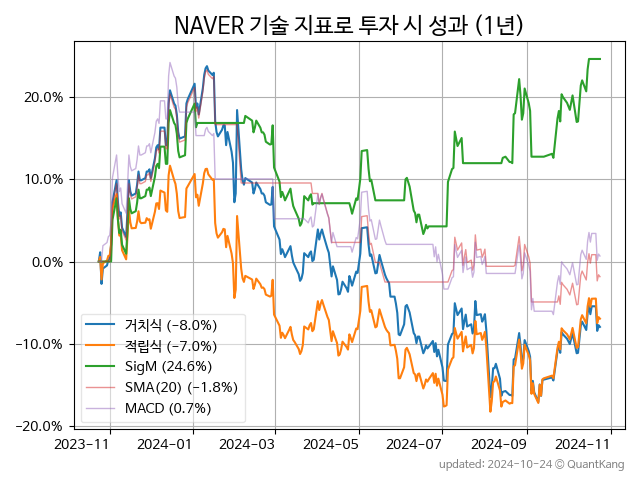 NAVER 기술 지표로 투자 시 성과 (1년)
20.0%
10.0%
0.0%
−10.0%
−20.0%
거치식 (−8.0%)
적립식 (−7.0%)
SigM (24.6%)
SMA(20) (−1.8%)
MACD (0.7%)
2023−11 2024−01 2024−03 2024−05 2024−07 2024−09 2024−11
updated: 2024-10-24 © QuantKang